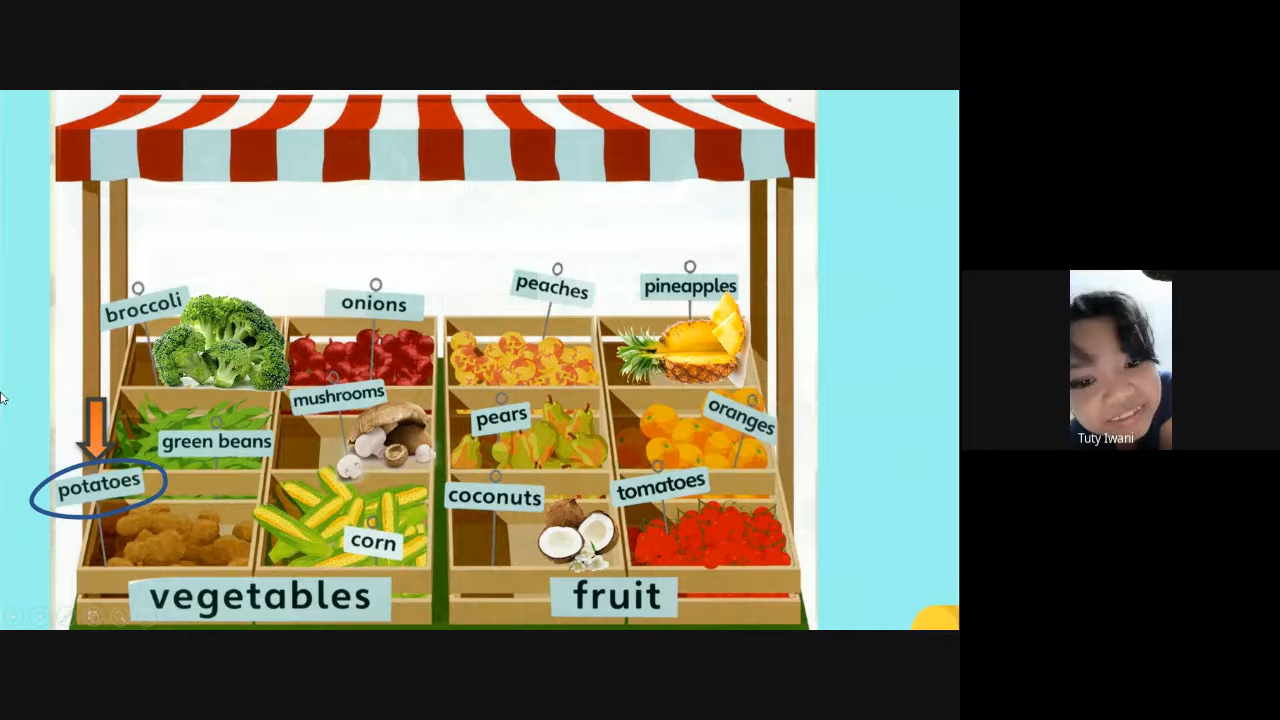 peaches
pineapples
broccoli
onions
mushrooms
pears
oranges
green beans
potatoes
coconuts
tomatoes
corn
vegetables
fruit
Tuty Iwani